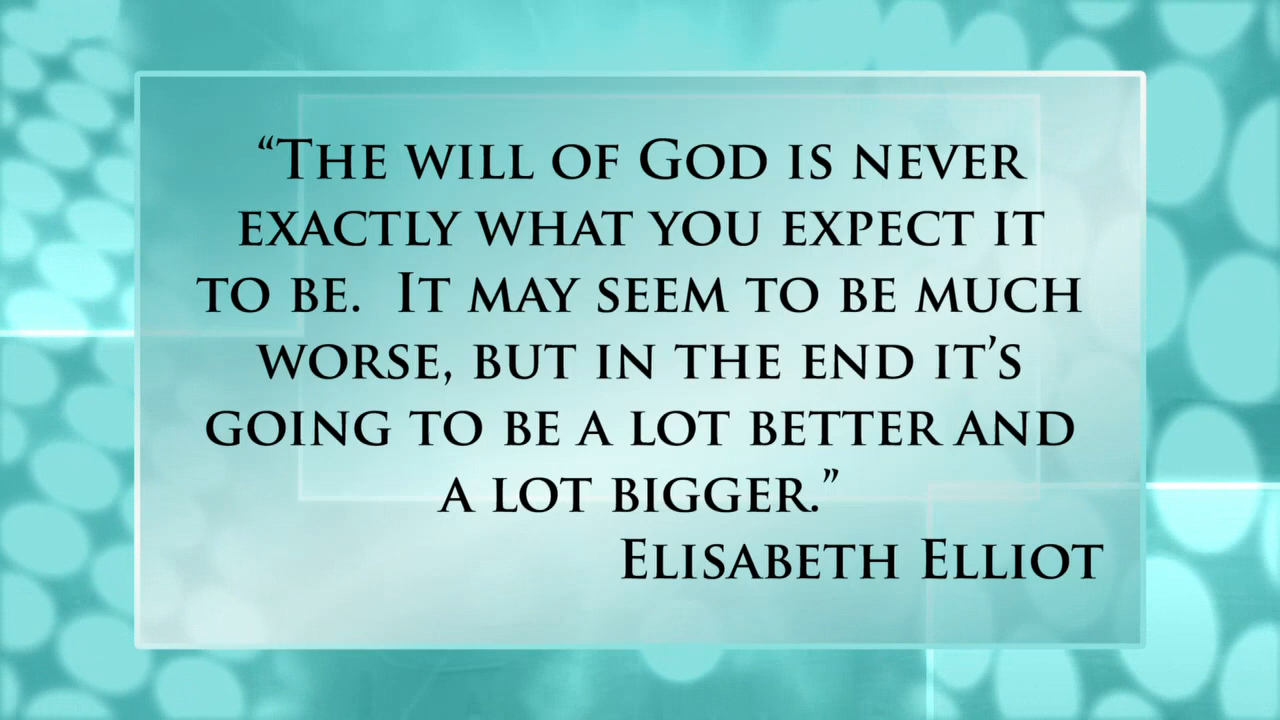 “The will of God is never
exactly what you expect it
to be.  It may seem to be much
worse, but in the end it’s
going to be a lot better and
a lot bigger.”
Elisabeth Elliot